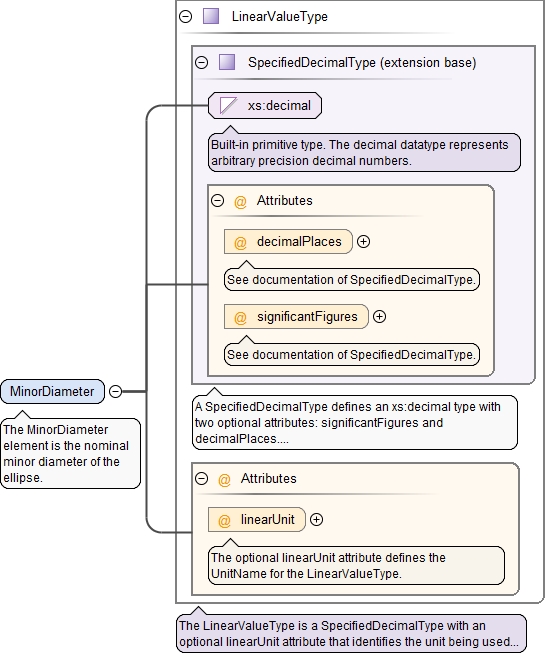 LinearValueType
SpecifiedDecimalType (extension base)
xs:decimal
Built-in primitive type. The decimal datatype represents
arbitrary precision decimal numbers.
@ Attributes
@ decimalPlaces
See documentation of SpecifiedDecimalType.
@ significantFigures
See documentation of SpecifiedDecimalType.
MinorDiameter
The MinorDiameter
element is the nominal
minor diameter of the
ellipse.
A SpecifiedDecimalType defines an xs:decimal type with
two optional attributes: significantFigures and
decimalPlaces....
@ Attributes
@ linearUnit
The optional linearUnit attribute defines the
UnitName for the LinearValueType.
The LinearValueType is a SpecifiedDecimalType with an
optional linearUnit attribute that identifies the unit being used...